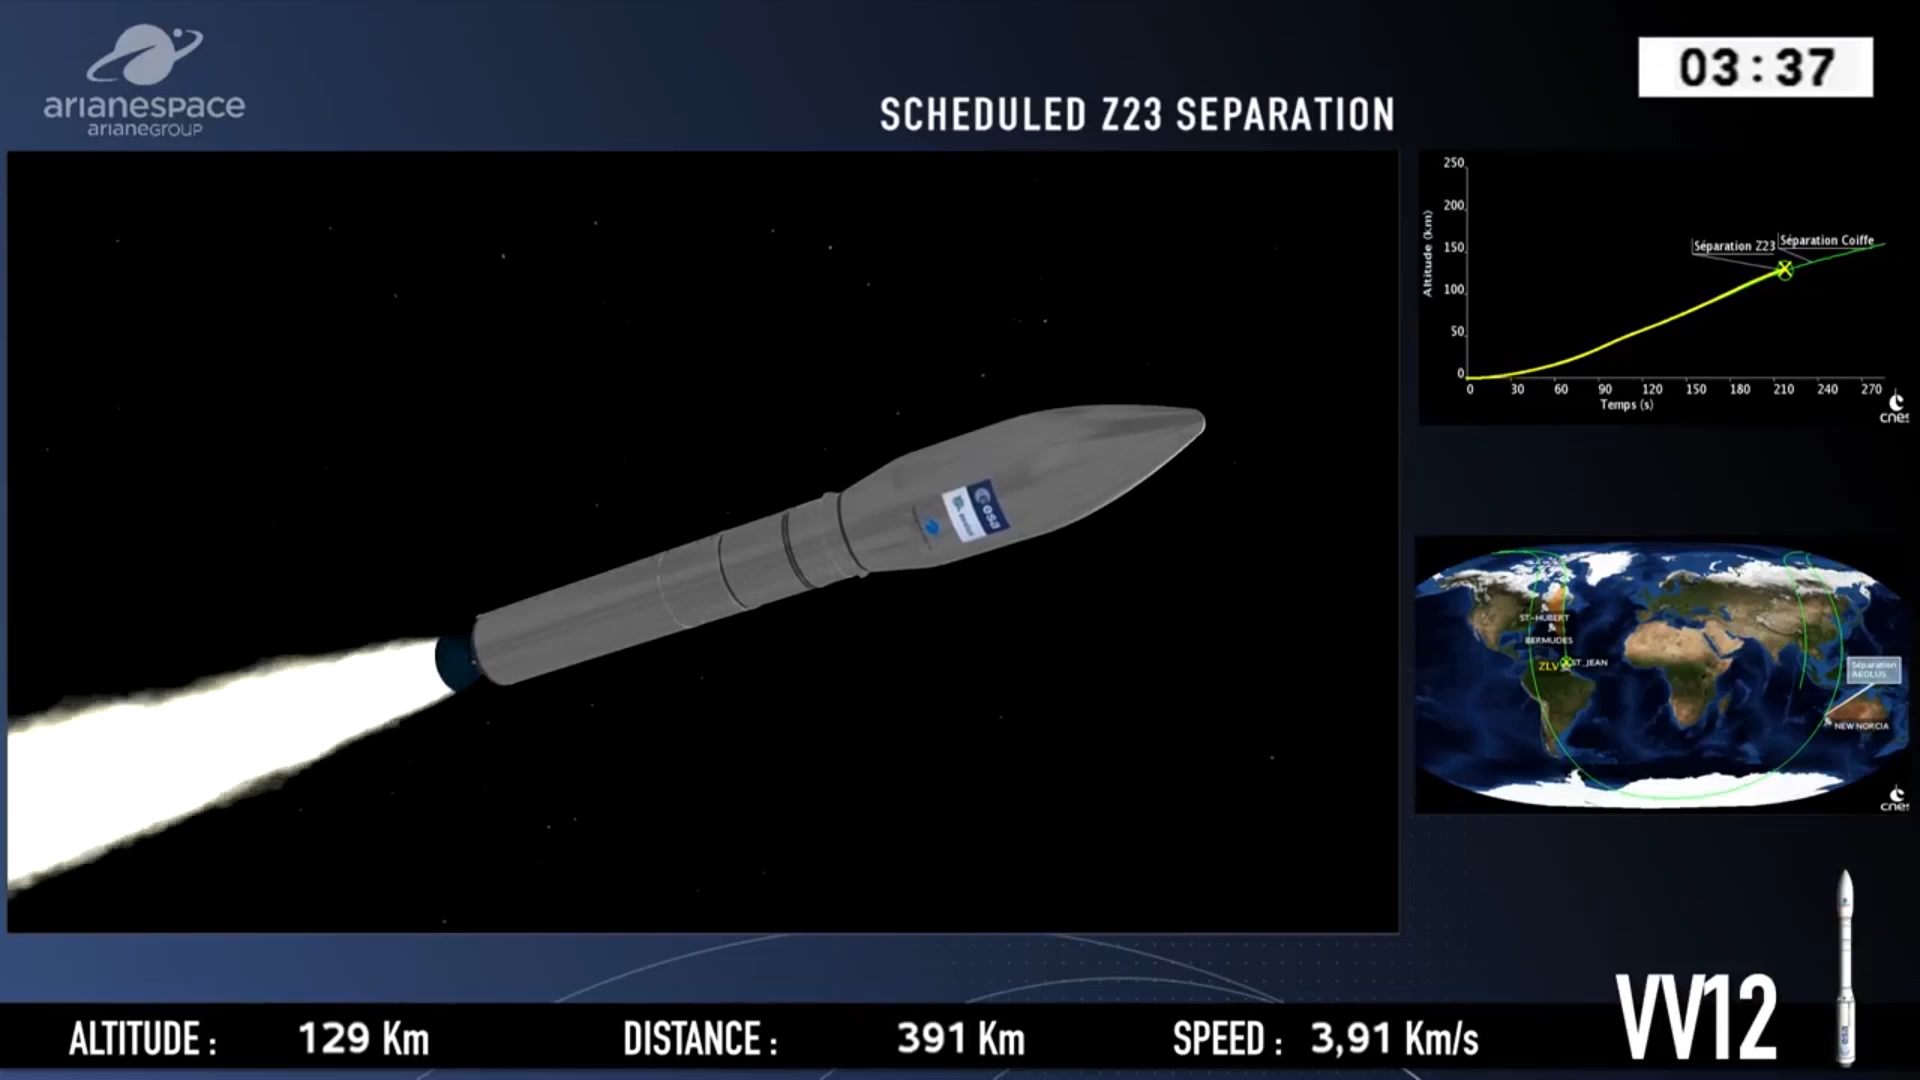 arianespace
arianeGROUP
SCHEDULED Z23 SEPARATION
03:37
250
200
150
100
50
0
Altitude (km)
Séparation Z23
Séparation Coiffe
0 30 60 90 120 150 180 210 240 270
Temps (s)
cnes
esa
ST-HUBERT
BERMUDES
ZLV
ST_JEAN
Séparation
AEOLUS
NEW NORCIA
cnes
VV12
esa
ALTITUDE : 129 Km
DISTANCE : 391 Km
SPEED : 3,91 Km/s